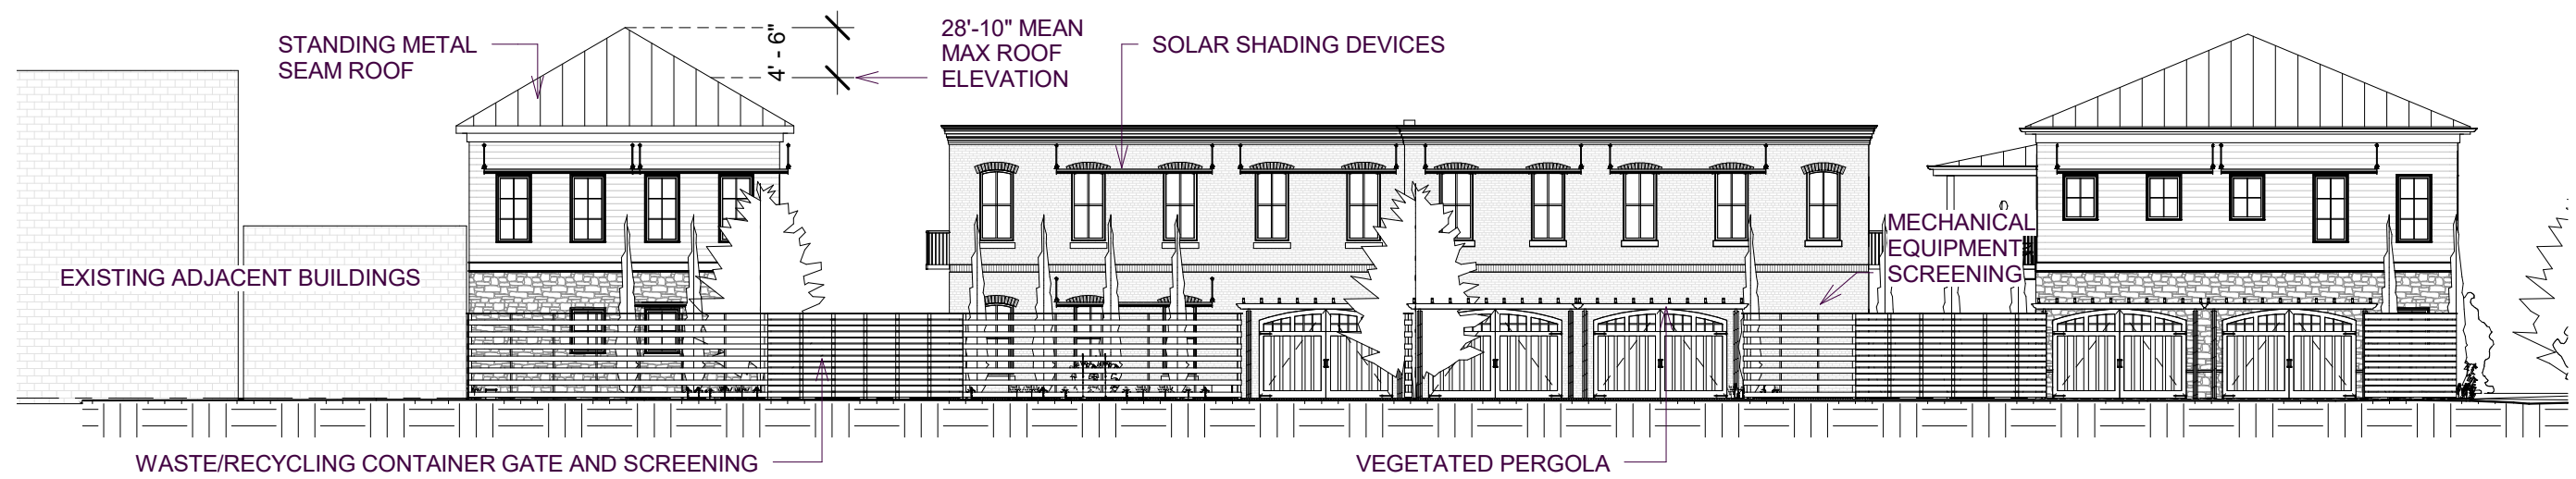 STANDING METAL
SEAM ROOF
4' - 6"
28'-10" MEAN
MAX ROOF
ELEVATION
SOLAR SHADING DEVICES
MECHANICAL
EQUIPMENT
SCREENING
EXISTING ADJACENT BUILDINGS
WASTE/RECYCLING CONTAINER GATE AND SCREENING
VEGETATED PERGOLA